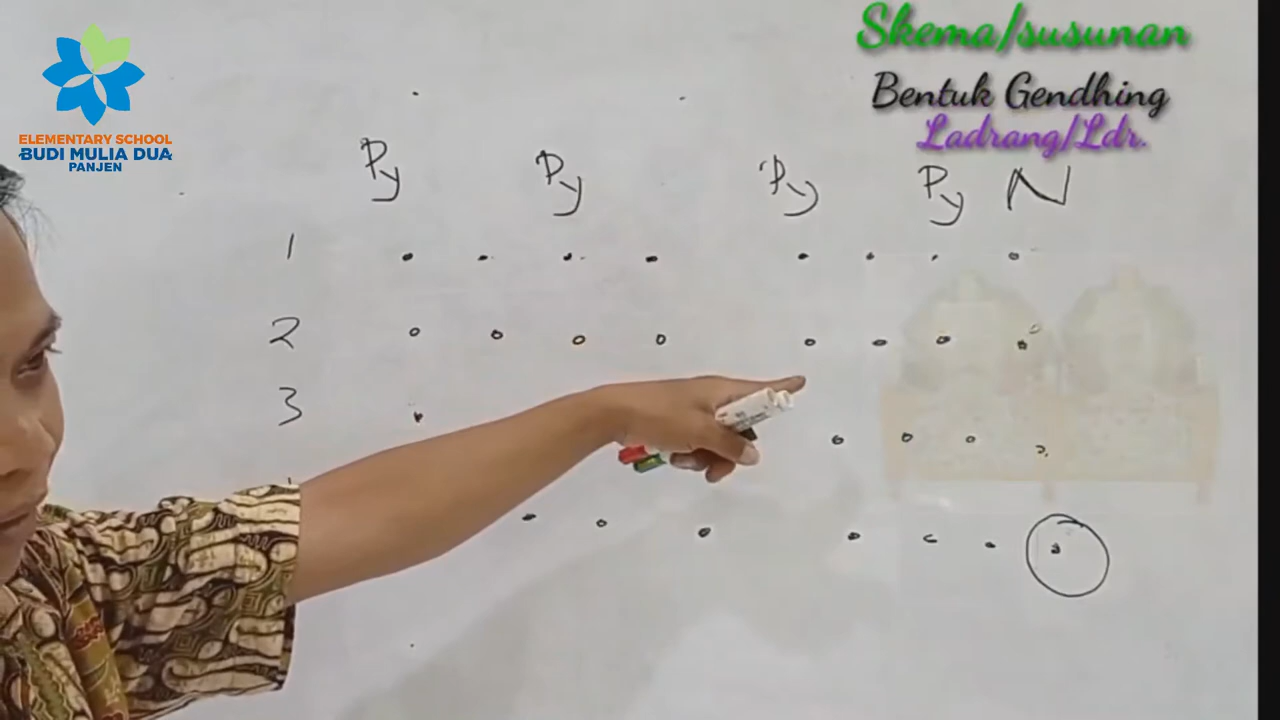 ELEMENTARY SCHOOL
BUDI MULIA DUA
PANJEN
Skema/susunan
Bentuk Gendhing
Ladrang/Ldr.
Py Py Py Py N
1
2
3